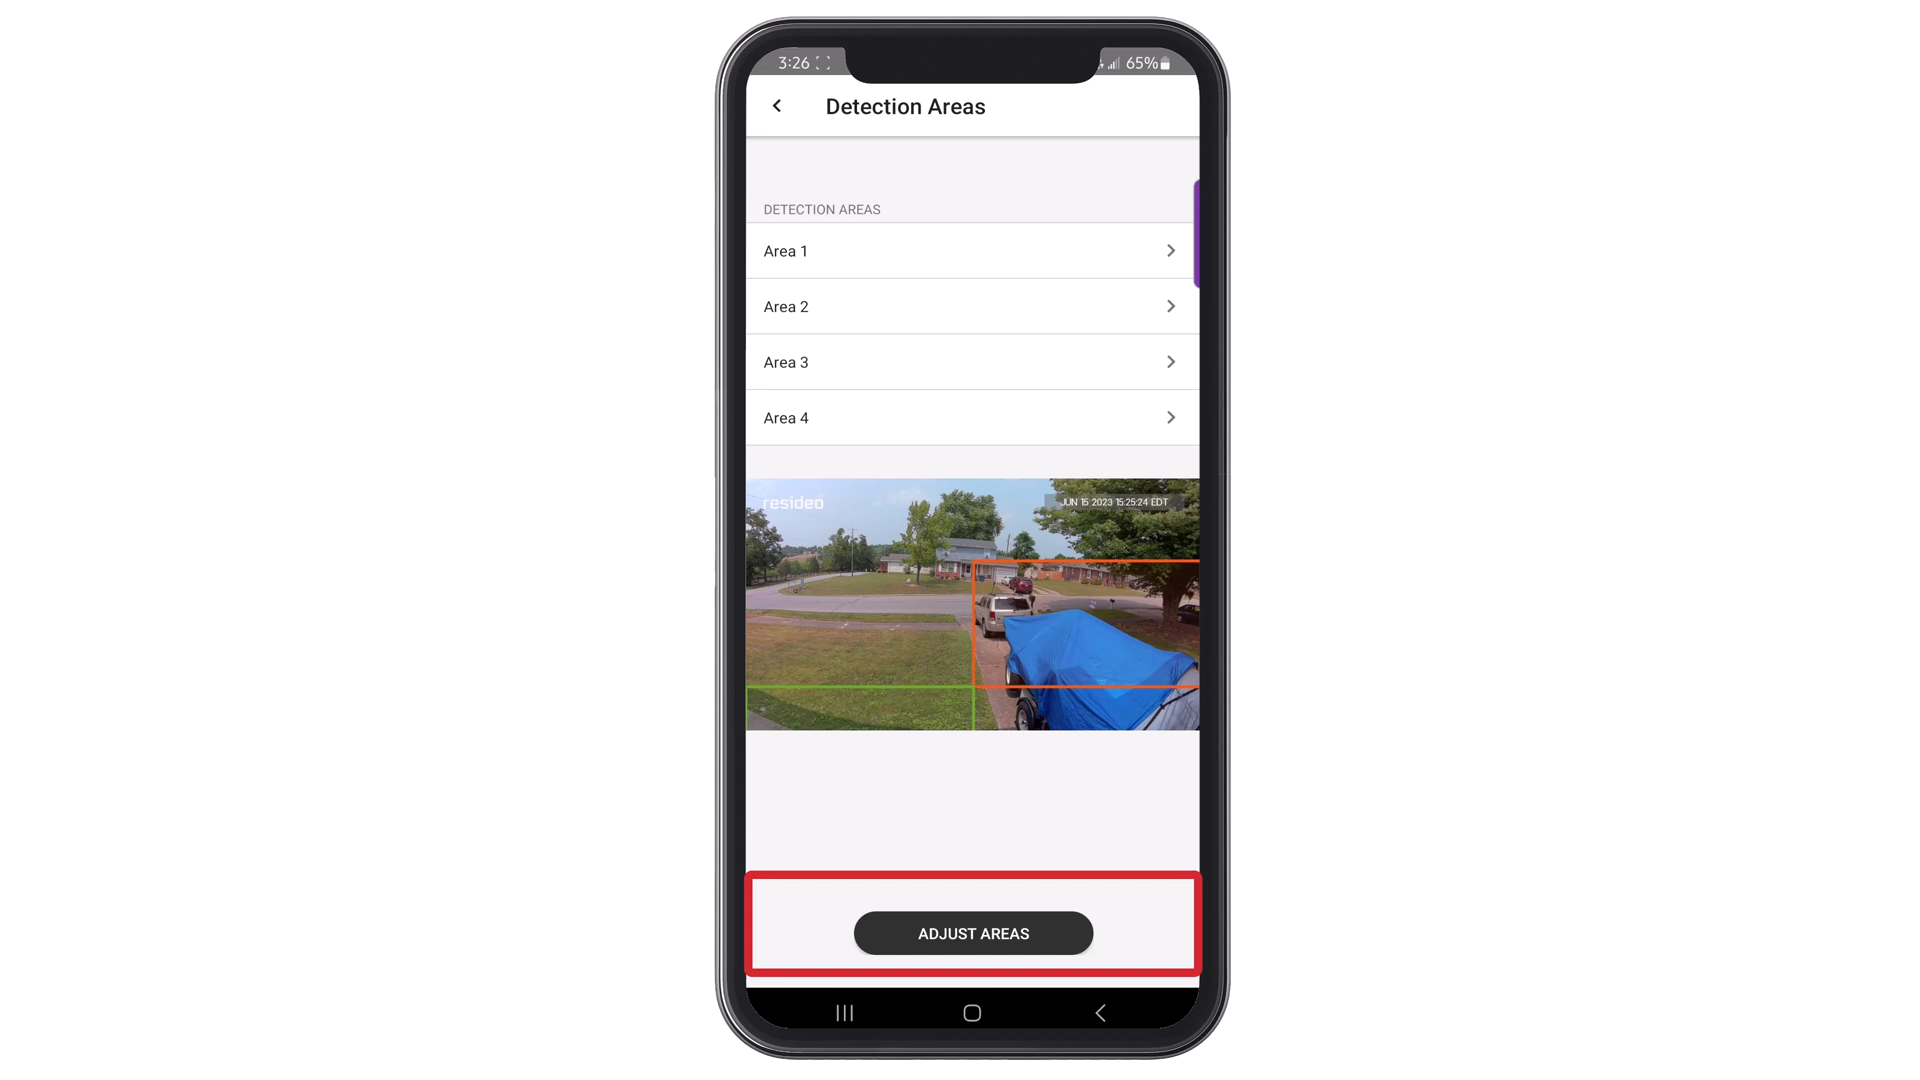 3:26
65%
Detection Areas
DETECTION AREAS
Area 1
Area 2
Area 3
Area 4
resideo
JUN 15 2023 15:25:24 EDT
ADJUST AREAS